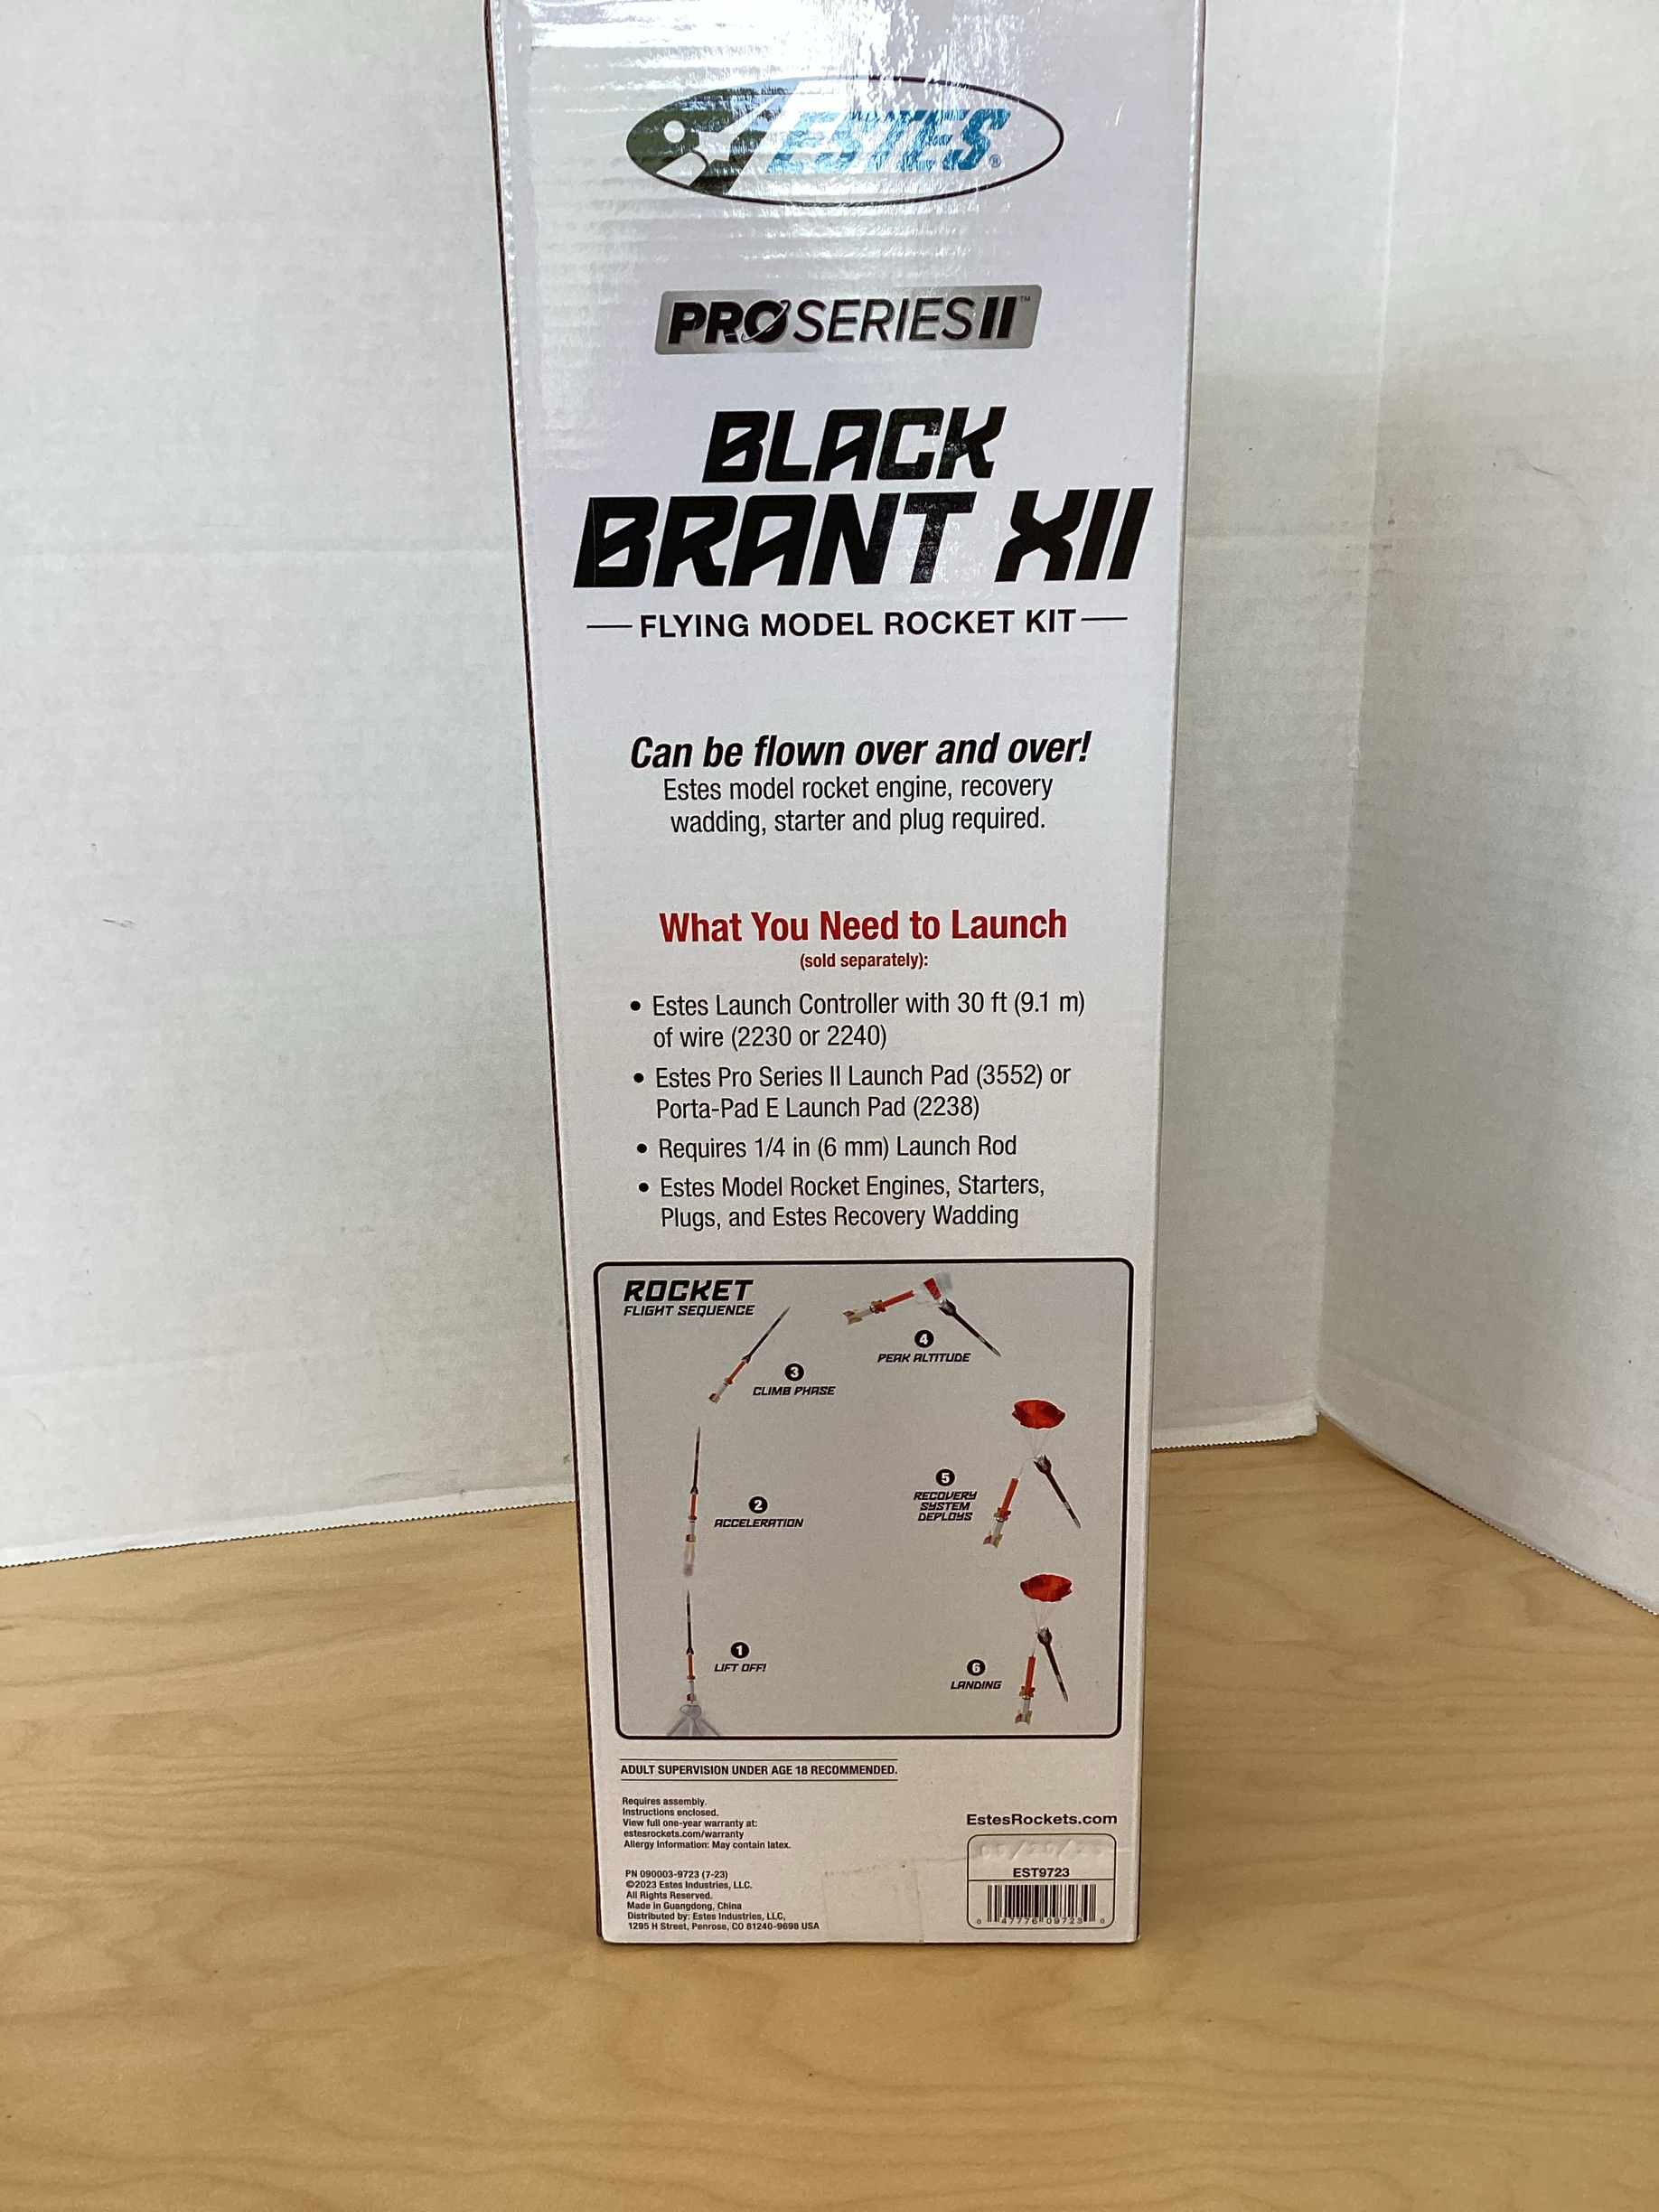 ESTES®
PRO SERIES II™
BLACK
BRANT XII
FLYING MODEL ROCKET KIT
Can be flown over and over!
Estes model rocket engine, recovery
wadding, starter and plug required.
What You Need to Launch
(sold separately):
• Estes Launch Controller with 30 ft (9.1 m)
of wire (2230 or 2240)
• Estes Pro Series II Launch Pad (3552) or
Porta-Pad E Launch Pad (2238)
• Requires 1/4 in (6 mm) Launch Rod
• Estes Model Rocket Engines, Starters,
Plugs, and Estes Recovery Wadding
ROCKET
FLIGHT SEQUENCE
4
PEAK ALTITUDE
3
CLIMB PHASE
5
RECOVERY
SYSTEM
DEPLOYS
2
ACCELERATION
1
LIFT OFF!
6
LANDING
ADULT SUPERVISION UNDER AGE 18 RECOMMENDED.
Requires assembly.
Instructions enclosed.
View full one-year warranty at:
estesrockets.com/warranty
Allergy Information: May contain latex.
PN 090003-9723 (7-23)
©2023 Estes Industries, LLC.
All Rights Reserved.
Made in Guangdong, China
Distributed by: Estes Industries, LLC,
1295 H Street, Penrose, CO 81240-9698 USA
EstesRockets.com
EST9723
0 47776 09723 0